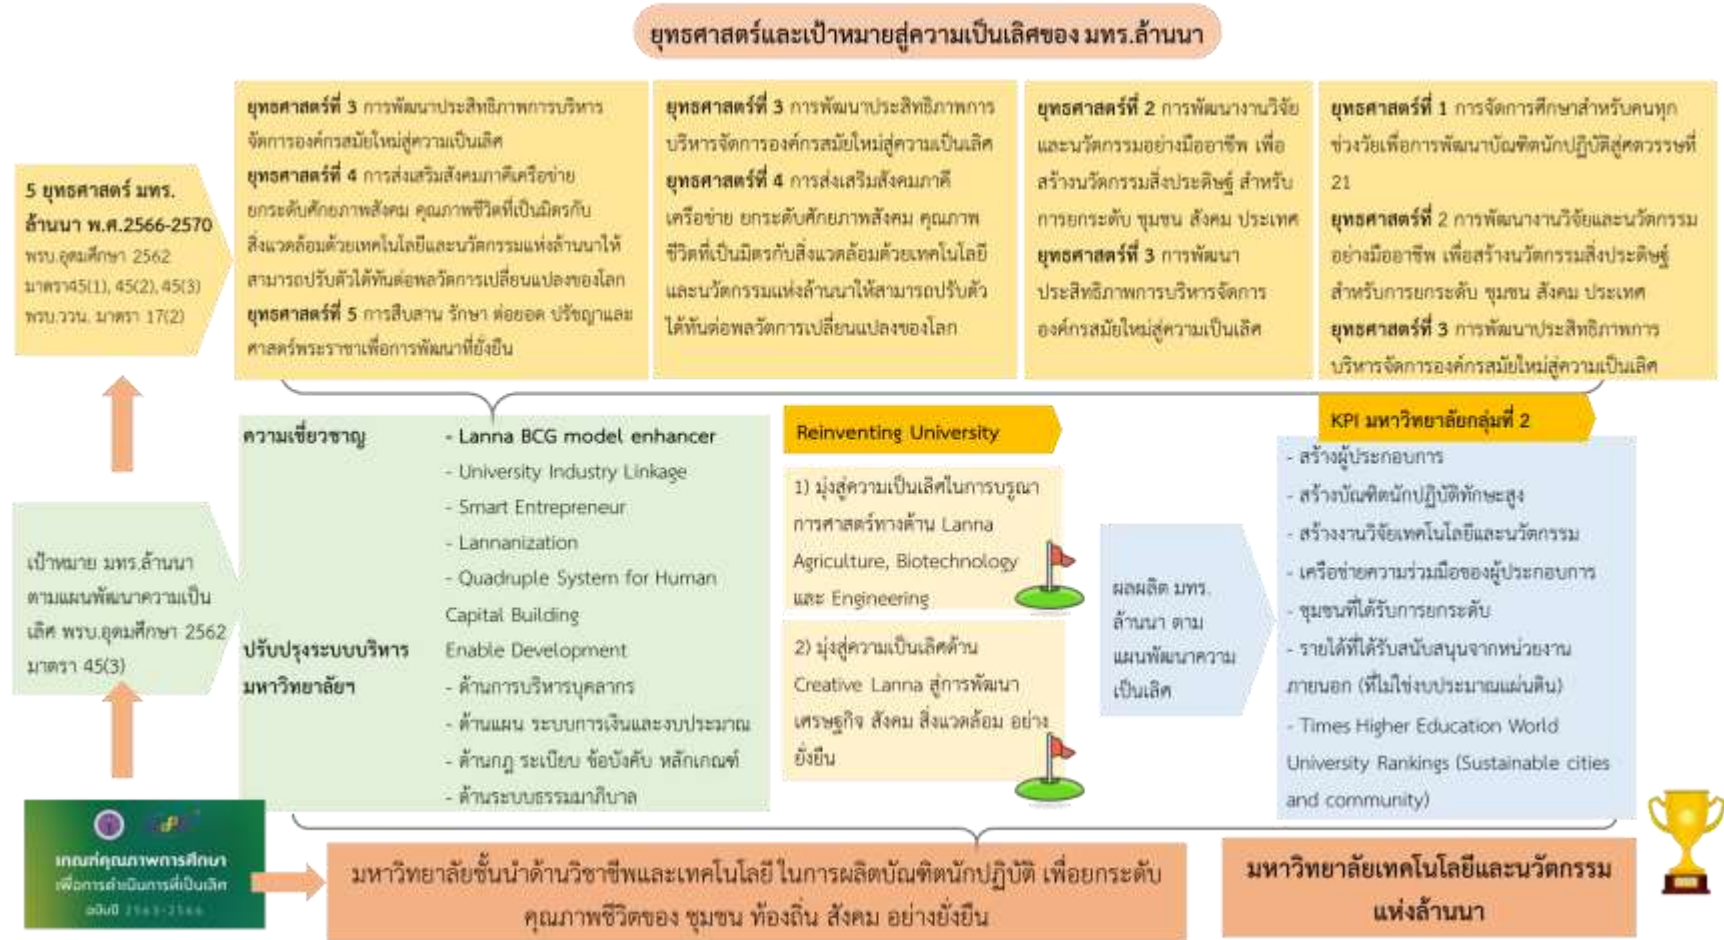 ยุทธศาสตร์และเป้าหมายสู่ความเป็นเลิศของ มทร.ล้านนา
5 ยุทธศาสตร์ มทร.
ล้านนา พ.ศ.2566-2570
พรบ.อุดมศึกษา 2562
มาตรา45(1), 45(2), 45(3)
พรบ.ววน. มาตรา 17(2)
ยุทธศาสตร์ที่ 3 การพัฒนาประสิทธิภาพการบริหาร
จัดการองค์กรสมัยใหม่สู่ความเป็นเลิศ
ยุทธศาสตร์ที่ 4 การส่งเสริมสังคมภาคีเครือข่าย
ยกระดับศักยภาพสังคม คุณภาพชีวิตที่เป็นมิตรกับ
สิ่งแวดล้อมด้วยเทคโนโลยีและนวัตกรรมแห่งล้านนาให้
สามารถปรับตัวได้ทันต่อพลวัตการเปลี่ยนแปลงของโลก
ยุทธศาสตร์ที่ 5 การสืบสาน รักษา ต่อยอด ปรัชญาและ
ศาสตร์พระราชาเพื่อการพัฒนาที่ยั่งยืน
ยุทธศาสตร์ที่ 3 การพัฒนาประสิทธิภาพการ
บริหารจัดการองค์กรสมัยใหม่สู่ความเป็นเลิศ
ยุทธศาสตร์ที่ 4 การส่งเสริมสังคมภาคี
เครือข่าย ยกระดับศักยภาพสังคม คุณภาพ
ชีวิตที่เป็นมิตรกับสิ่งแวดล้อมด้วยเทคโนโลยี
และนวัตกรรมแห่งล้านนาให้สามารถปรับตัว
ได้ทันต่อพลวัตการเปลี่ยนแปลงของโลก
ยุทธศาสตร์ที่ 2 การพัฒนางานวิจัย
และนวัตกรรมอย่างมืออาชีพ เพื่อ
สร้างนวัตกรรมสิ่งประดิษฐ์ สำหรับ
การยกระดับ ชุมชน สังคม ประเทศ
ยุทธศาสตร์ที่ 3 การพัฒนา
ประสิทธิภาพการบริหารจัดการ
องค์กรสมัยใหม่สู่ความเป็นเลิศ
ยุทธศาสตร์ที่ 1 การจัดการศึกษาสำหรับคนทุก
ช่วงวัยเพื่อการพัฒนาบัณฑิตนักปฏิบัติสู่ศตวรรษที่
21
ยุทธศาสตร์ที่ 2 การพัฒนางานวิจัยและนวัตกรรม
อย่างมืออาชีพ เพื่อสร้างนวัตกรรมสิ่งประดิษฐ์
สำหรับการยกระดับ ชุมชน สังคม ประเทศ
ยุทธศาสตร์ที่ 3 การพัฒนาประสิทธิภาพการ
บริหารจัดการองค์กรสมัยใหม่สู่ความเป็นเลิศ
เป้าหมาย มทร.ล้านนา
ตามแผนพัฒนาความเป็น
เลิศ พรบ.อุดมศึกษา 2562
มาตรา 45(3)
ความเชี่ยวชาญ
- Lanna BCG model enhancer
- University Industry Linkage
- Smart Entrepreneur
- Lannanization
- Quadruple System for Human
Capital Building
ปรับปรุงระบบบริหาร
มหาวิทยาลัยฯ
Enable Development
- ด้านการบริหารบุคลากร
- ด้านแผน ระบบการเงินและงบประมาณ
- ด้านกฎ ระเบียบ ข้อบังคับ หลักเกณฑ์
- ด้านระบบธรรมาภิบาล
Reinventing University
1) มุ่งสู่ความเป็นเลิศในการบรูณา
การศาสตร์ทางด้าน Lanna
Agriculture, Biotechnology
และ Engineering
2) มุ่งสู่ความเป็นเลิศด้าน
Creative Lanna สู่การพัฒนา
เศรษฐกิจ สังคม สิ่งแวดล้อม อย่าง
ยั่งยืน
ผลผลิต มทร.
ล้านนา ตาม
แผนพัฒนาความ
เป็นเลิศ
KPI มหาวิทยาลัยกลุ่มที่ 2
- สร้างผู้ประกอบการ
- สร้างบัณฑิตนักปฏิบัติทักษะสูง
- สร้างงานวิจัยเทคโนโลยีและนวัตกรรม
- เครือข่ายความร่วมมือของผู้ประกอบการ
- ชุมชนที่ได้รับการยกระดับ
- รายได้ที่ได้รับสนับสนุนจากหน่วยงาน
ภายนอก (ที่ไม่ใช่งบประมาณแผ่นดิน)
- Times Higher Education World
University Rankings (Sustainable cities
and community)
เกณฑ์คุณภาพการศึกษา
เพื่อการดำเนินการที่เป็นเลิศ
ฉบับปี 2563-2566
มหาวิทยาลัยชั้นนำด้านวิชาชีพและเทคโนโลยี ในการผลิตบัณฑิตนักปฏิบัติ เพื่อยกระดับ
คุณภาพชีวิตของ ชุมชน ท้องถิ่น สังคม อย่างยั่งยืน
มหาวิทยาลัยเทคโนโลยีและนวัตกรรม
แห่งล้านนา